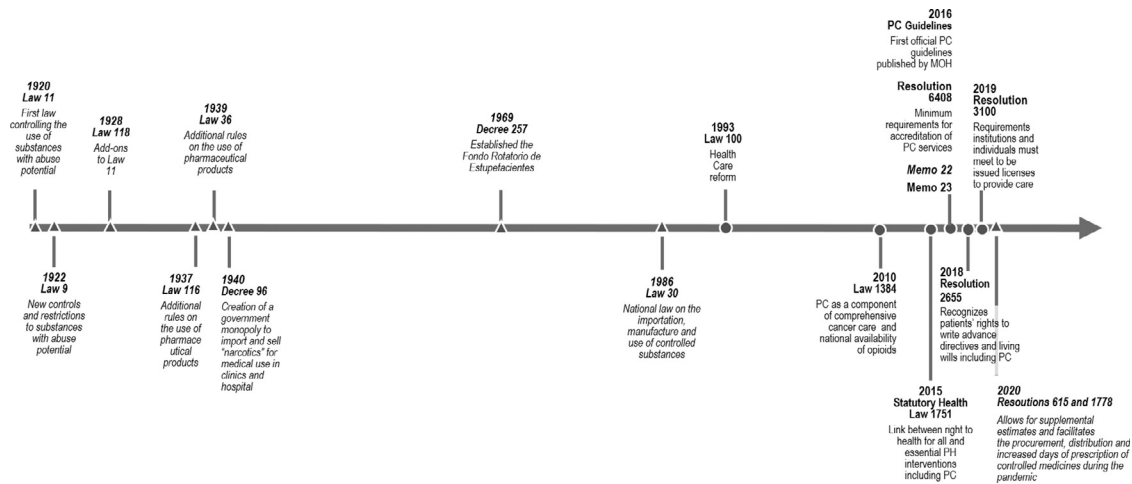 1920
Law 11
First law
controlling the
use of
substances
with abuse
potential
1922
Law 9
New controls
and restrictions
to substances
with abuse
potential
1928
Law 118
Add-ons
to Law
11
1937
Law 116
Additional
rules on
the use of
pharmace
utical
products
1939
Law 36
Additional rules
on the use of
pharmaceutical
products
1940
Decree 96
Creation of a
government
monopoly to
import and sell
"narcotics" for
medical use in
clinics and
hospital
1969
Decree 257
Established the
Fondo Rotatorio de
Estupefacientes
1986
Law 30
National law on the
importation,
manufacture and
use of controlled
substances
1993
Law 100
Health
Care
reform
2010
Law 1384
PC as a component
of comprehensive
cancer care and
national availability
of opioids
2015
Statutory Health
Law 1751
Link between right to
health for all and
essential PH
interventions
including PC
2016
PC Guidelines
First official PC
guidelines
published by MOH
Resolution
6408
Minimum
requirements for
accreditation of
PC services
Memo 22
Memo 23
2018
Resolution
2655
Recognizes
patients' rights to
write advance
directives and living
wills including PC
2019
Resolution
3100
Requirements
institutions and
individuals must
meet to be
issued licenses
to provide care
2020
Resoutions 615 and 1778
Allows for supplemental
estimates and facilitates
the procurement, distribution and
increased days of prescription of
controlled medicines during the
pandemic